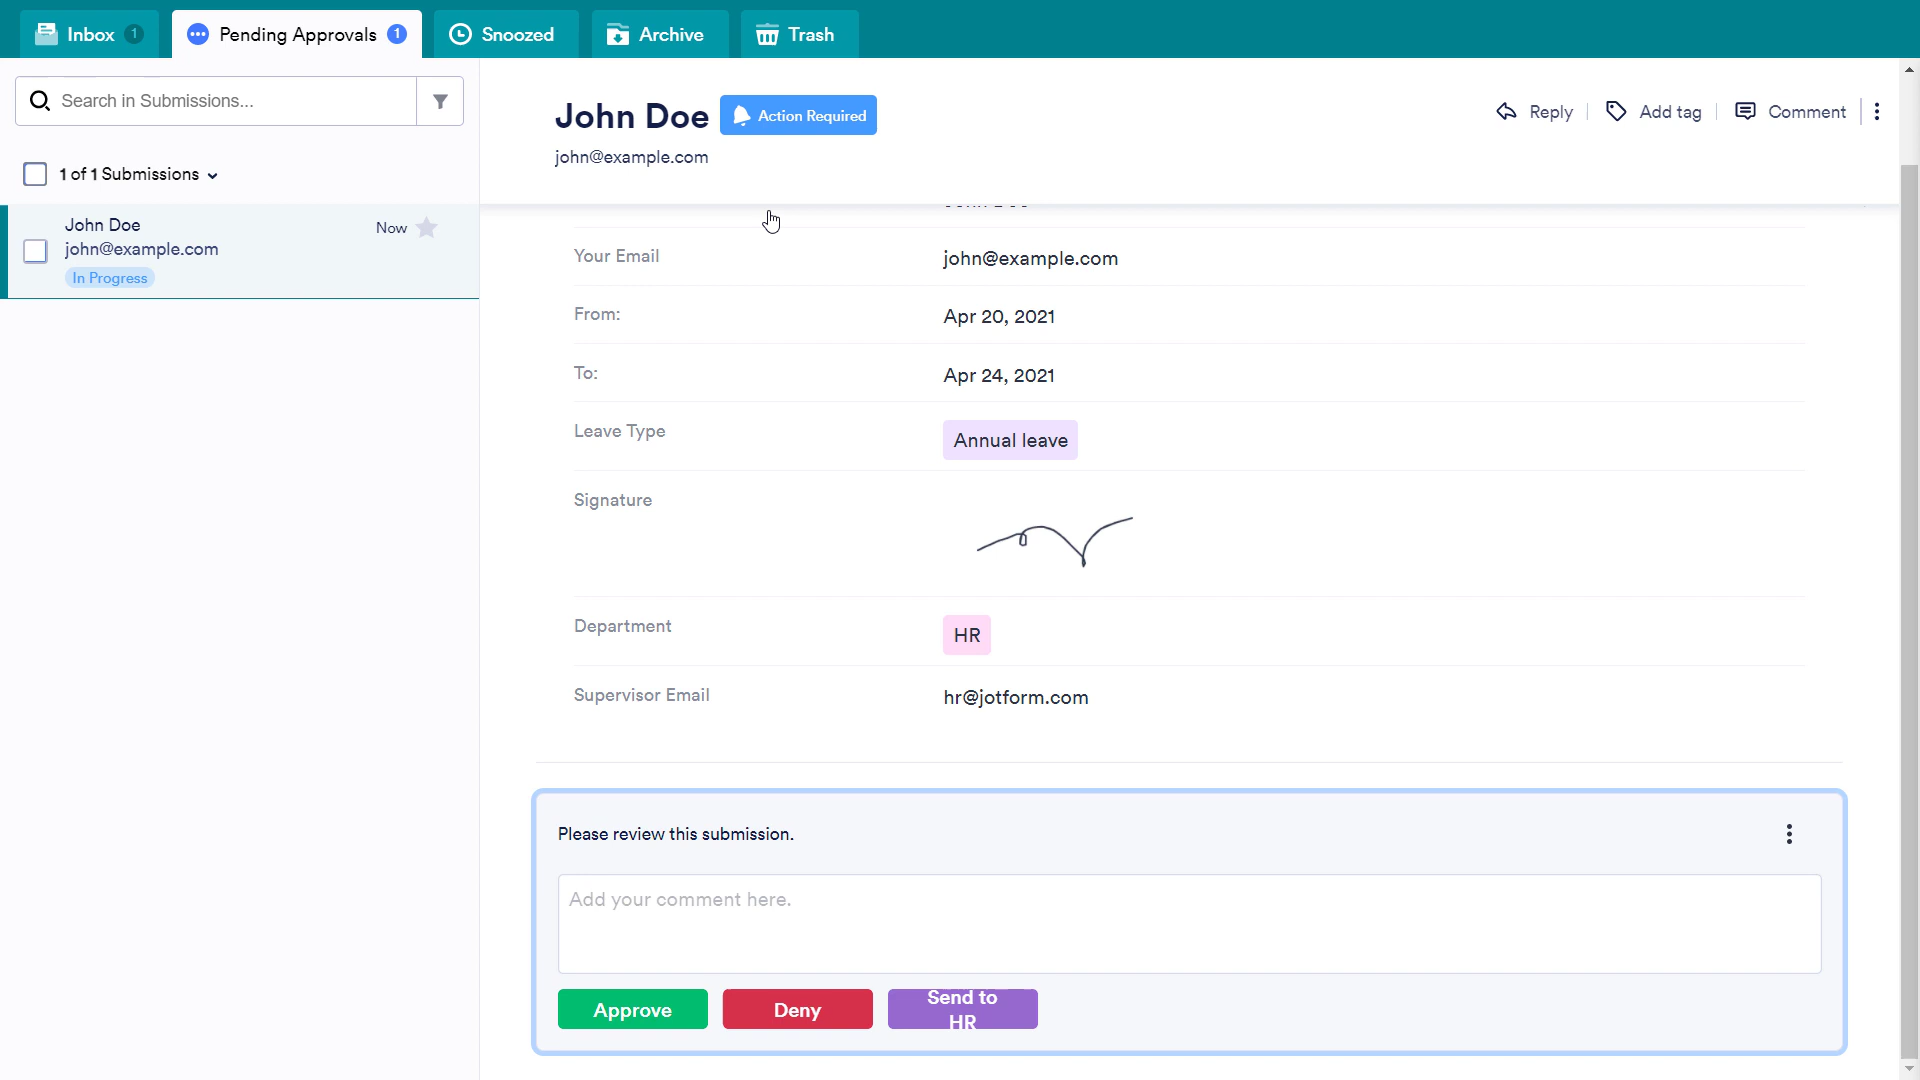 Inbox 1
Pending Approvals 1
Snoozed
Archive
Trash
Search in Submissions...
1 of 1 Submissions
John Doe
Now
john@example.com
In Progress
John Doe
Action Required
john@example.com
Reply
Add tag
Comment
Your Email
john@example.com
From:
Apr 20, 2021
To:
Apr 24, 2021
Leave Type
Annual leave
Signature
Department
HR
Supervisor Email
hr@jotform.com
Please review this submission.
Add your comment here.
Approve
Deny
Send to
HR